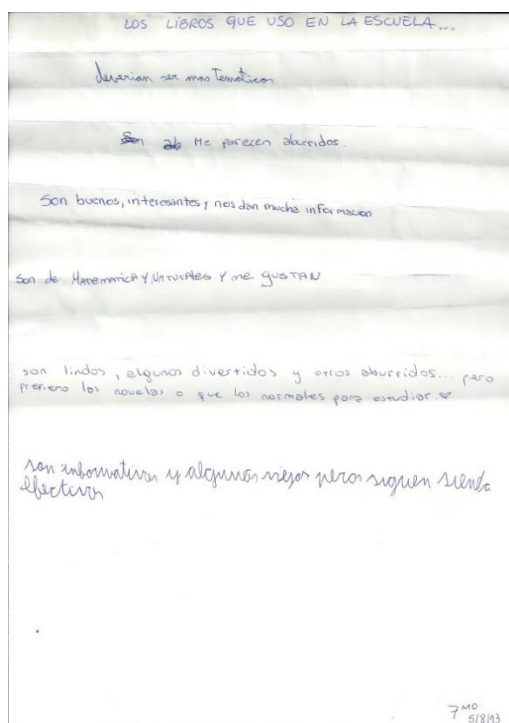 LOS LIBROS QUE USO EN LA ESCUELA...
deverian ser mas tematicos
Me parecen aburridos.
Son buenos, interesantes y nos dan mucha informacion
Son de Matematica y Naturales y me gustan
son lindos, algunos divertidos y otros aburridos... pero
prefiero las novelas o que los normales para estudiar.
son informativos y algunos viejos peros siguen siendo
efectivos
7MO
5/8/13